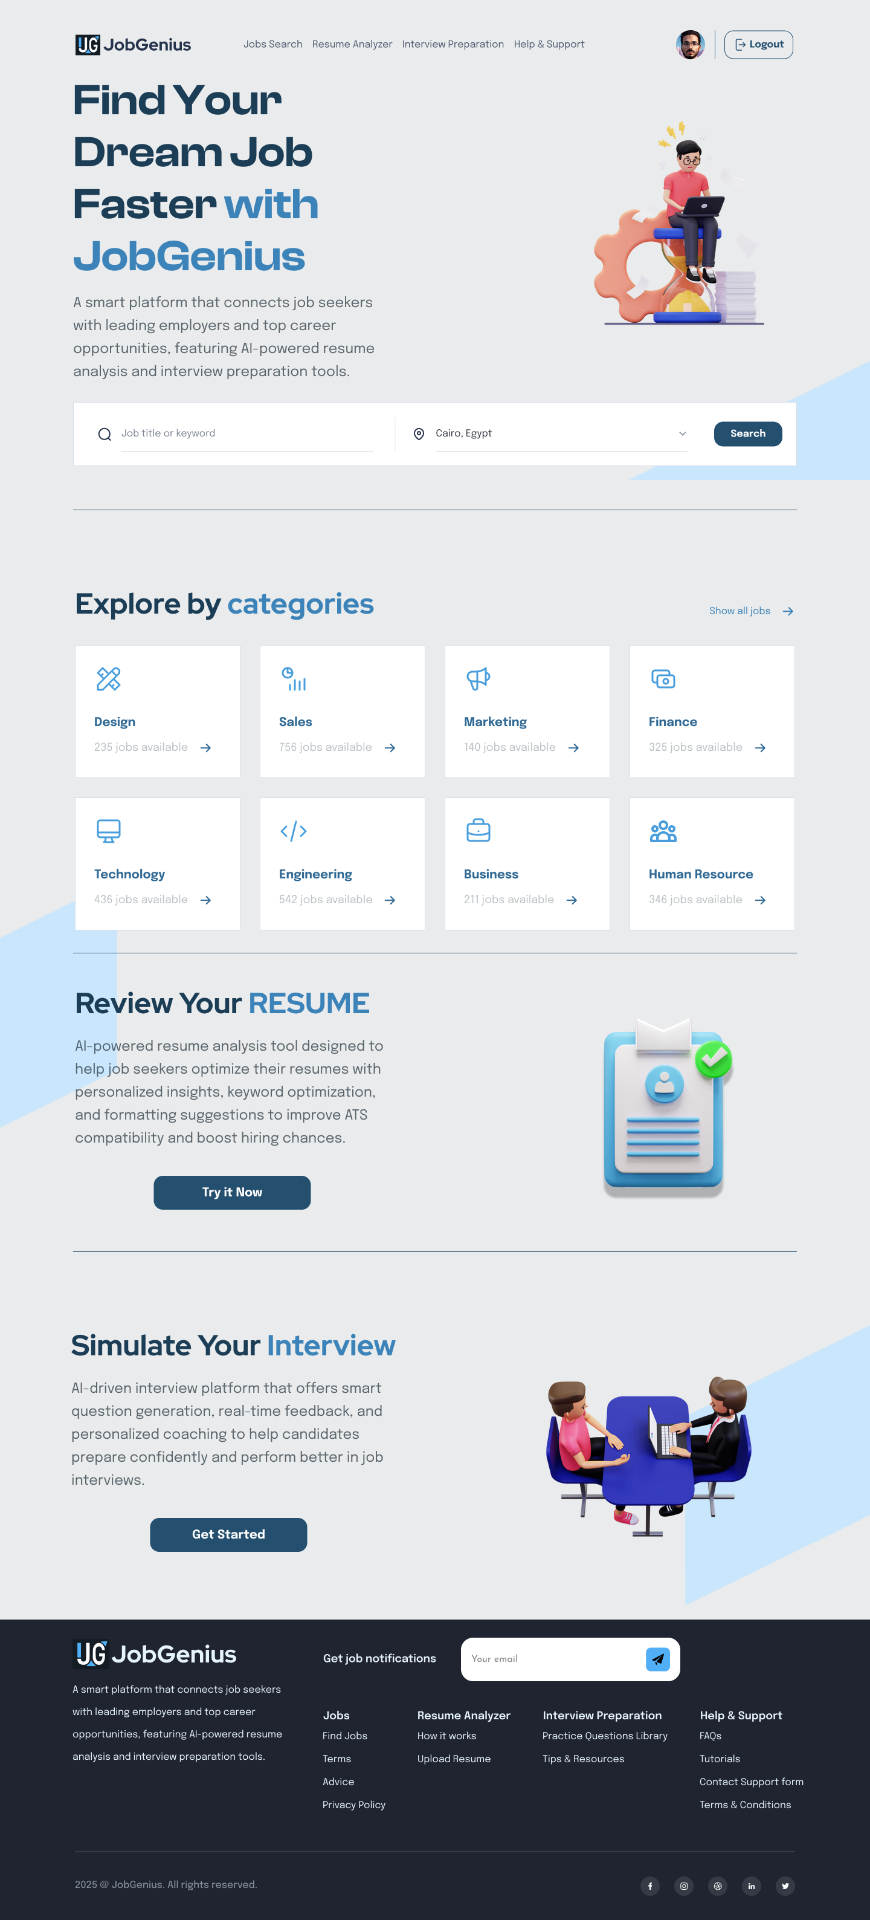 JG JobGenius
Jobs Search Resume Analyzer Interview Preparation Help & Support
Logout
Find Your
Dream Job
Faster with
JobGenius
A smart platform that connects job seekers
with leading employers and top career
opportunities, featuring AI-powered resume
analysis and interview preparation tools.
Job title or keyword
Cairo, Egypt
Search
Explore by categories
Show all jobs
Design
235 jobs available
Sales
756 jobs available
Marketing
140 jobs available
Finance
325 jobs available
Technology
436 jobs available
Engineering
542 jobs available
Business
211 jobs available
Human Resource
346 jobs available
Review Your RESUME
AI-powered resume analysis tool designed to
help job seekers optimize their resumes with
personalized insights, keyword optimization,
and formatting suggestions to improve ATS
compatibility and boost hiring chances.
Try it Now
Simulate Your Interview
AI-driven interview platform that offers smart
question generation, real-time feedback, and
personalized coaching to help candidates
prepare confidently and perform better in job
interviews.
Get Started
JG JobGenius
A smart platform that connects job seekers
with leading employers and top career
opportunities, featuring AI-powered resume
analysis and interview preparation tools.
Get job notifications
Your email
Jobs
Find Jobs
Terms
Advice
Privacy Policy
Resume Analyzer
How it works
Upload Resume
Interview Preparation
Practice Questions Library
Tips & Resources
Help & Support
FAQs
Tutorials
Contact Support form
Terms & Conditions
2025 @ JobGenius. All rights reserved.